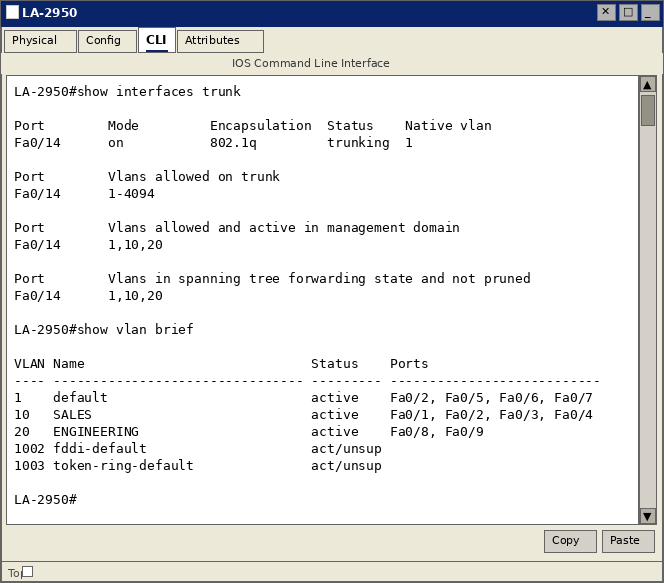 LA-2950
Physical Config CLI Attributes
IOS Command Line Interface
LA-2950#show interfaces trunk
Port         Mode         Encapsulation  Status    Native vlan
Fa0/14      on           802.1q         trunking  1
Port         Vlans allowed on trunk
Fa0/14      1-4094
Port         Vlans allowed and active in management domain
Fa0/14      1,10,20
Port         Vlans in spanning tree forwarding state and not pruned
Fa0/14      1,10,20
LA-2950#show vlan brief
VLAN Name                             Status    Ports
---- -------------------------------- --------- ---------------------------
1    default                          active    Fa0/2, Fa0/5, Fa0/6, Fa0/7
10   SALES                            active    Fa0/1, Fa0/2, Fa0/3, Fa0/4
20   ENGINEERING                      active    Fa0/8, Fa0/9
1002 fddi-default                     act/unsup
1003 token-ring-default               act/unsup
LA-2950#
Copy Paste